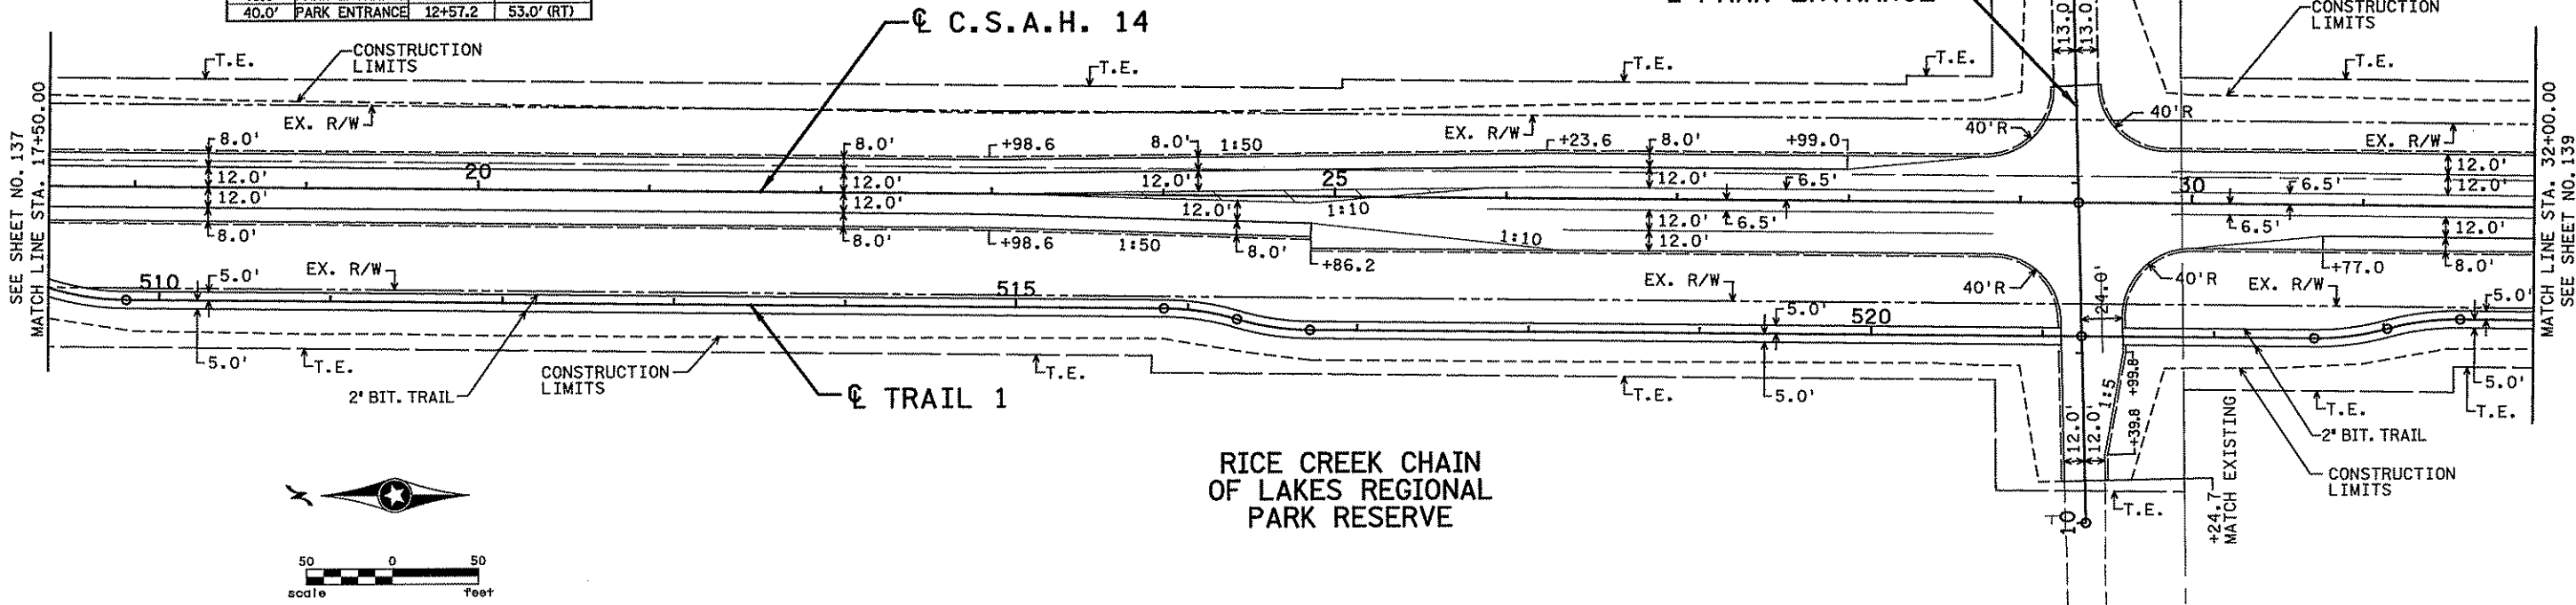 40.0' PARK ENTRANCE 12+57.2 53.0' (RT)
℄ C.S.A.H. 14
CONSTRUCTION
LIMITS
T.E.
T.E.
T.E.
T.E.
13.0'
13.0'
CONSTRUCTION
LIMITS
T.E.
SEE SHEET NO. 137
MATCH LINE STA. 17+50.00
EX. R/W
EX. R/W
40'R
40'R
EX. R/W
MATCH LINE STA. 32+00.00
SEE SHEET NO. 139
8.0'
8.0'
+98.6
8.0'
1:50
+23.6
8.0'
+99.0
12.0'
20
12.0'
12.0'
25
12.0'
6.5'
30
6.5'
12.0'
12.0'
12.0'
12.0'
12.0'
1:10
12.0'
6.5'
6.5'
12.0'
8.0'
8.0'
+98.6
1:50
8.0'
+86.2
12.0'
1:10
+77.0
8.0'
510
5.0'
EX. R/W
515
EX. R/W
40'R
24.0'
40'R
EX. R/W
5.0'
5.0'
520
5.0'
T.E.
2" BIT. TRAIL
CONSTRUCTION
LIMITS
℄ TRAIL 1
T.E.
T.E.
5.0'
12.0'
12.0'
1:5
+39.8
+99.8
+24.7
MATCH EXISTING
T.E.
T.E.
T.E.
5.0'
2" BIT. TRAIL
CONSTRUCTION
LIMITS
RICE CREEK CHAIN
OF LAKES REGIONAL
PARK RESERVE
10
50 0 50
scale feet